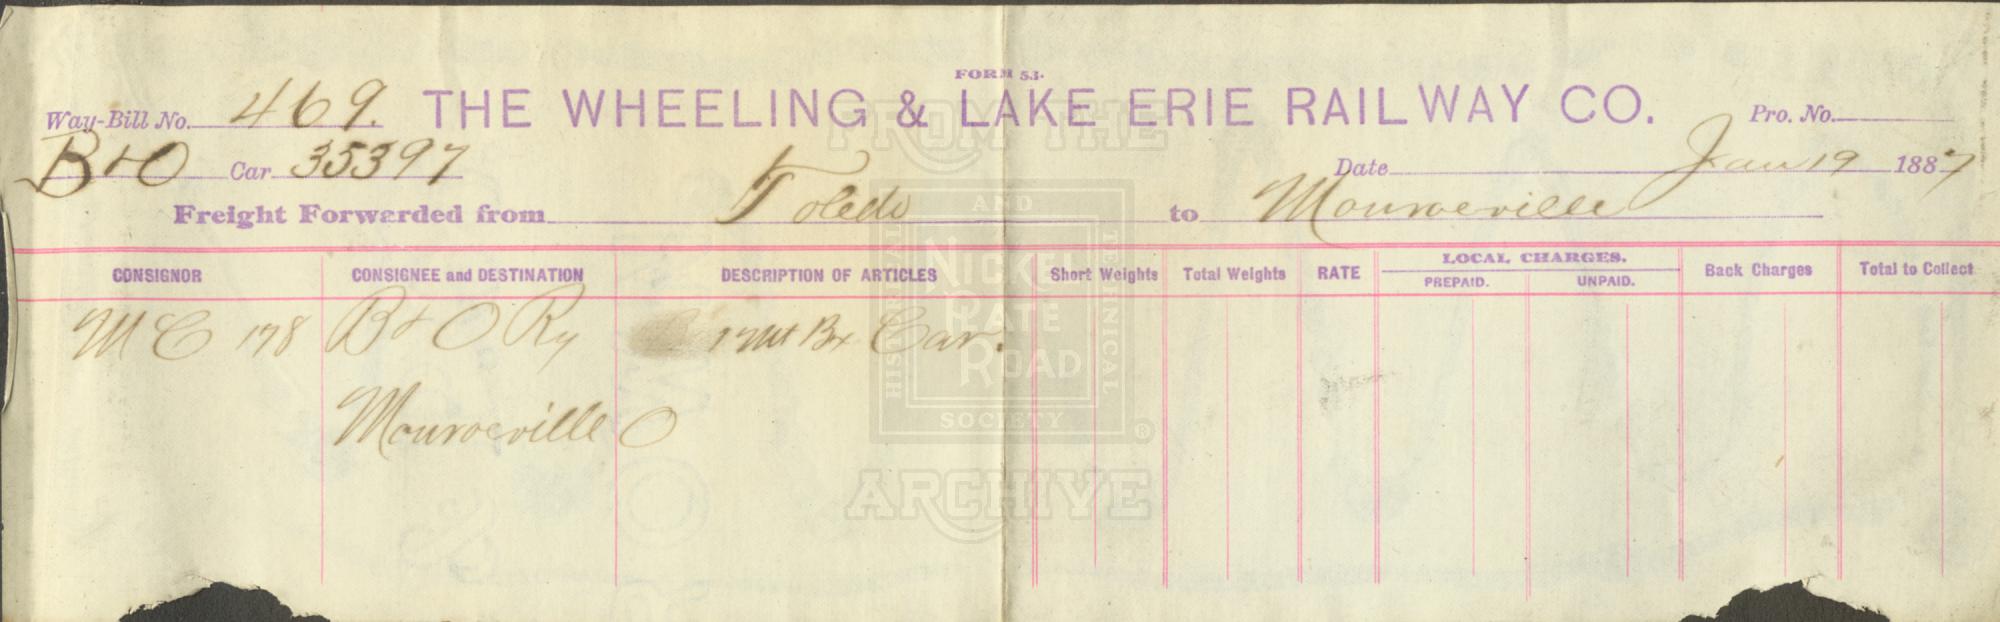 FORM 53.
Way-Bill No. 469. THE WHEELING & LAKE ERIE RAILWAY CO. Pro. No.
B+O Car 35397 Date Jan 19 1887
Freight Forwarded from Toledo to Monroeville
CONSIGNOR CONSIGNEE and DESTINATION DESCRIPTION OF ARTICLES Short Weights Total Weights RATE LOCAL CHARGES. PREPAID. UNPAID. Back Charges Total to Collect
M C 178 B+O Ry 1 Mt Bx Car.
Monroeville O
FROM THE
HISTORICAL AND TECHNICAL SOCIETY
NICKEL
PLATE
ROAD
®
ARCHIVE